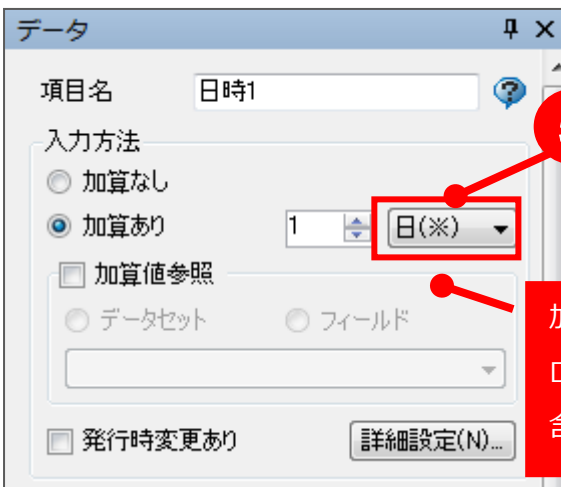 データ
項目名 日時1
入力方法
加算なし
加算あり 1 日(※)
加算値参照
データセット フィールド
発行時変更あり 詳細設定(N)...